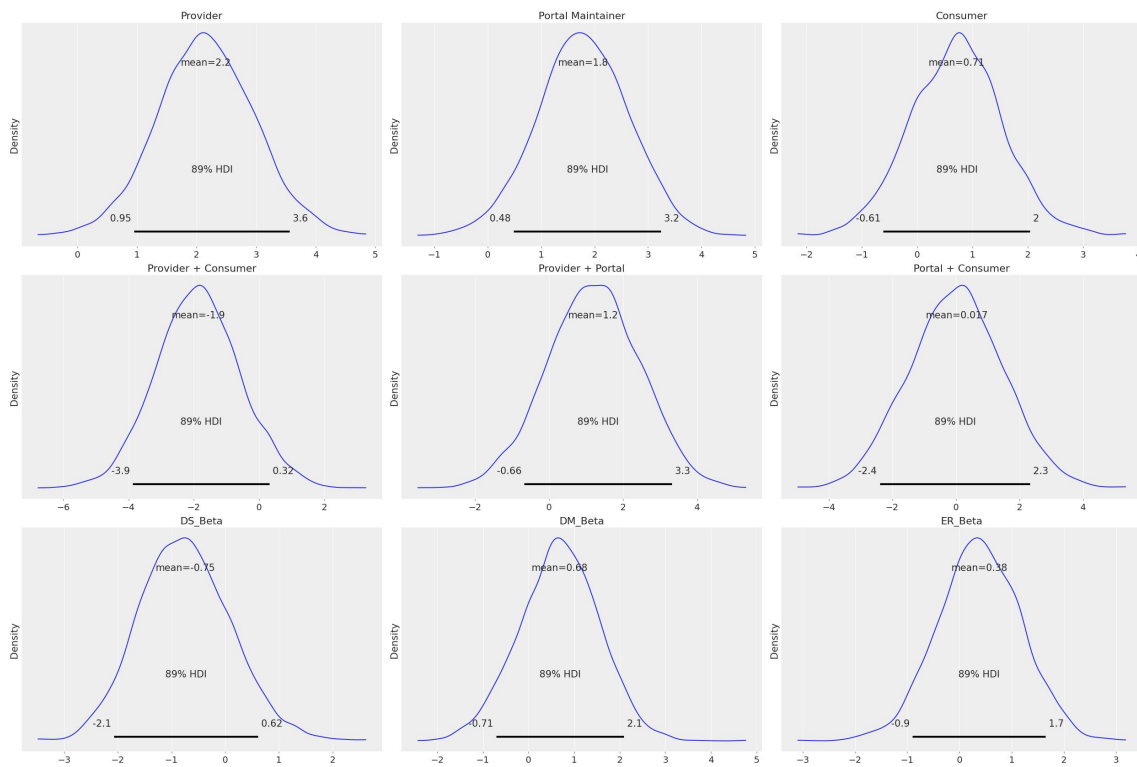 Provider
Density
mean=2.2
89% HDI
0.95 3.6
0 1 2 3 4 5
Portal Maintainer
Density
mean=1.8
89% HDI
0.48 3.2
−1 0 1 2 3 4 5
Consumer
Density
mean=0.71
89% HDI
-0.61 2
−2 −1 0 1 2 3
Provider + Consumer
Density
mean=-1.9
89% HDI
-3.9 0.32
−6 −4 −2 0 2
Provider + Portal
Density
mean=1.2
89% HDI
-0.66 3.3
−2 0 2 4
Portal + Consumer
Density
mean=0.017
89% HDI
-2.4 2.3
−4 −2 0 2 4
DS_Beta
Density
mean=-0.75
89% HDI
-2.1 0.62
−3 −2 −1 0 1 2
DM_Beta
Density
mean=0.68
89% HDI
-0.71 2.1
−2 −1 0 1 2 3 4 5
ER_Beta
Density
mean=0.38
89% HDI
-0.9 1.7
−3 −2 −1 0 1 2 3